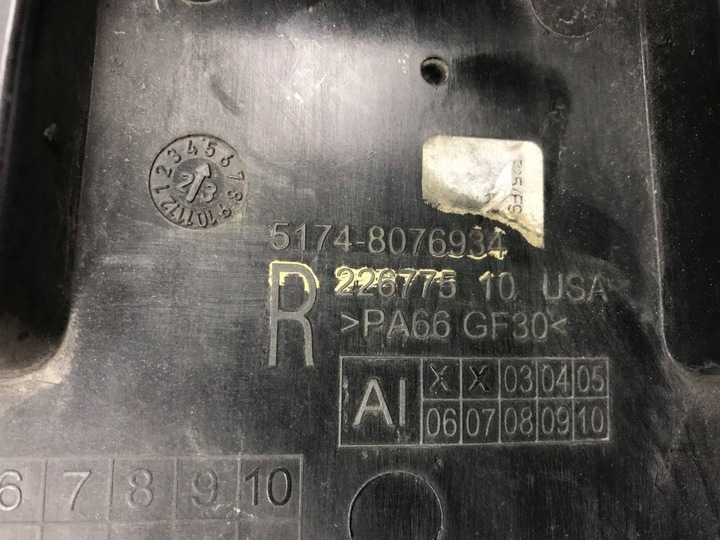 1 2 3 4 5 6 7 8 9 10 11 12
2 3
5174-8076934
R
226775 10 USA
>PA66 GF30<
AI X X 03 04 05
06 07 08 09 10
6 7 8 9 10